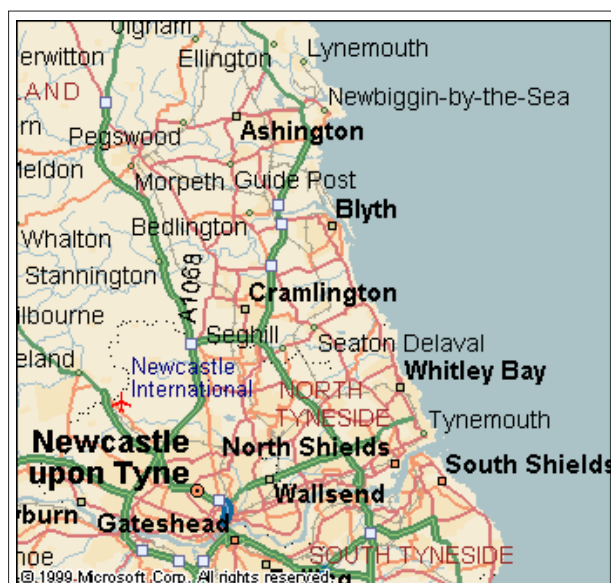 Ulgham
Lynemouth
Ellington
Newbiggin-by-the-Sea
LAND
Ashington
Pegswood
Morpeth
Guide Post
Bedlington
Blyth
Whalton
Stannington
A1068
Cramlington
Seghill
Seaton Delaval
Newcastle
International
Whitley Bay
NORTH
TYNESIDE
Tynemouth
Newcastle
upon Tyne
North Shields
South Shields
Wallsend
Gateshead
SOUTH TYNESIDE
© 1999 Microsoft Corp. All rights reserved.